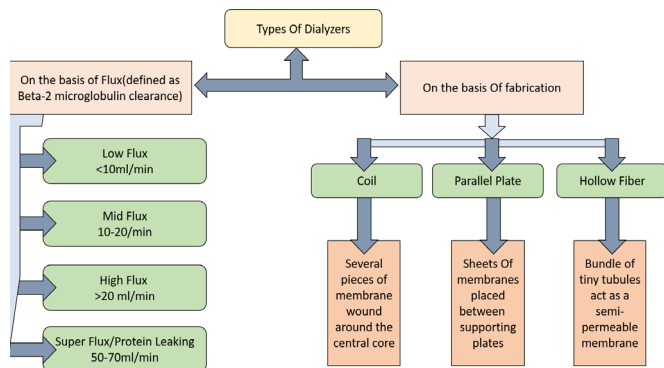 Types Of Dialyzers
On the basis of Flux(defined as
Beta-2 microglobulin clearance)
On the basis Of fabrication
Low Flux
<10ml/min
Mid Flux
10-20/min
High Flux
>20 ml/min
Super Flux/Protein Leaking
50-70ml/min
Coil
Parallel Plate
Hollow Fiber
Several
pieces of
membrane
wound
around the
central core
Sheets Of
membranes
placed
between
supporting
plates
Bundle of
tiny tubules
act as a
semi-
permeable
membrane